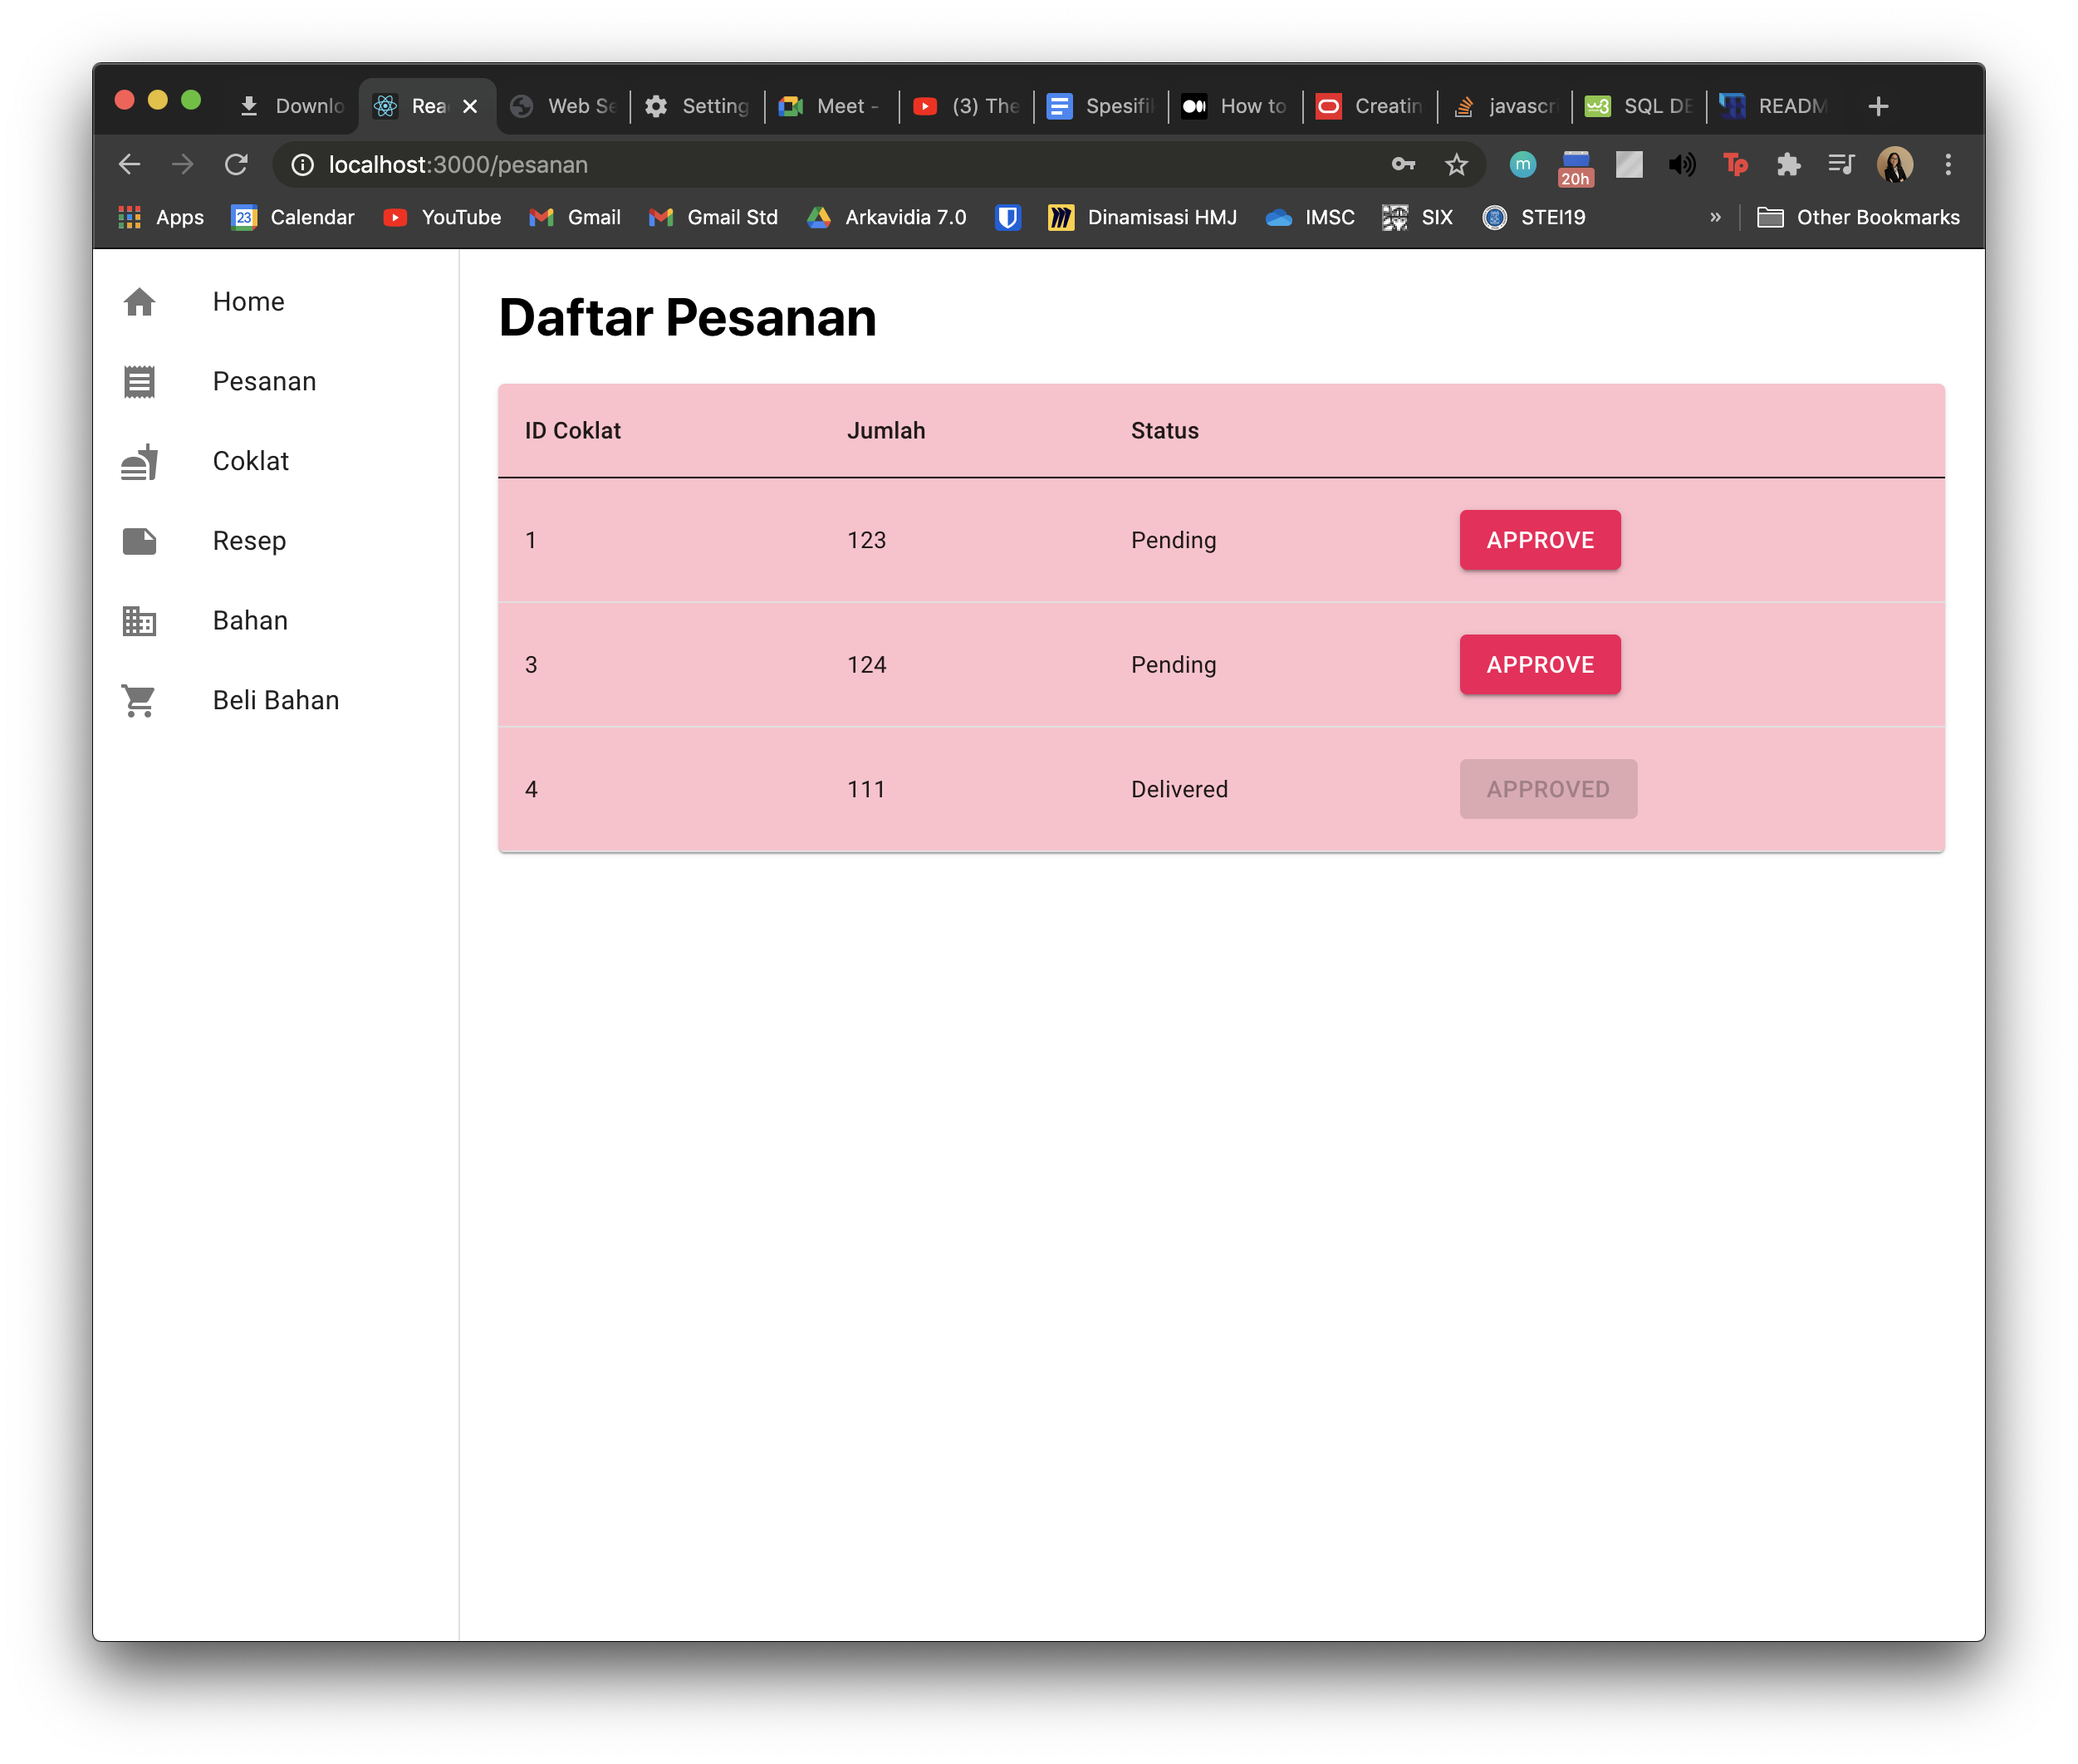 Downlo Rea Web Se Setting Meet - (3) The Spesifi How to Creatin javascri SQL DE READM
localhost:3000/pesanan
m 20h Tp
Apps 23 Calendar YouTube Gmail Gmail Std Arkavidia 7.0 Dinamisasi HMJ IMSC SIX STEI19 » Other Bookmarks
Home
Pesanan
Coklat
Resep
Bahan
Beli Bahan
Daftar Pesanan
ID Coklat Jumlah Status
1 123 Pending APPROVE
3 124 Pending APPROVE
4 111 Delivered APPROVED